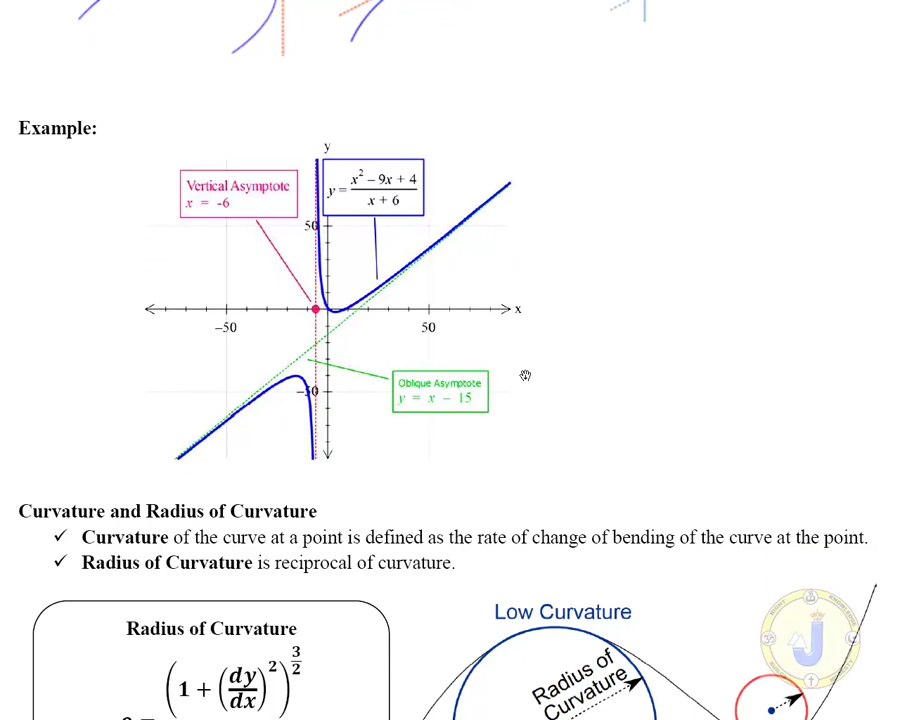 Example:
y
Vertical Asymptote
x = -6
y = x² – 9x + 4 / x + 6
50
x
–50
50
–50
Oblique Asymptote
y = x – 15
Curvature and Radius of Curvature
✓ Curvature of the curve at a point is defined as the rate of change of bending of the curve at the point.
✓ Radius of Curvature is reciprocal of curvature.
Radius of Curvature
(1 + (dy/dx)²)^(3/2)
Low Curvature
Radius of
Curvature
J